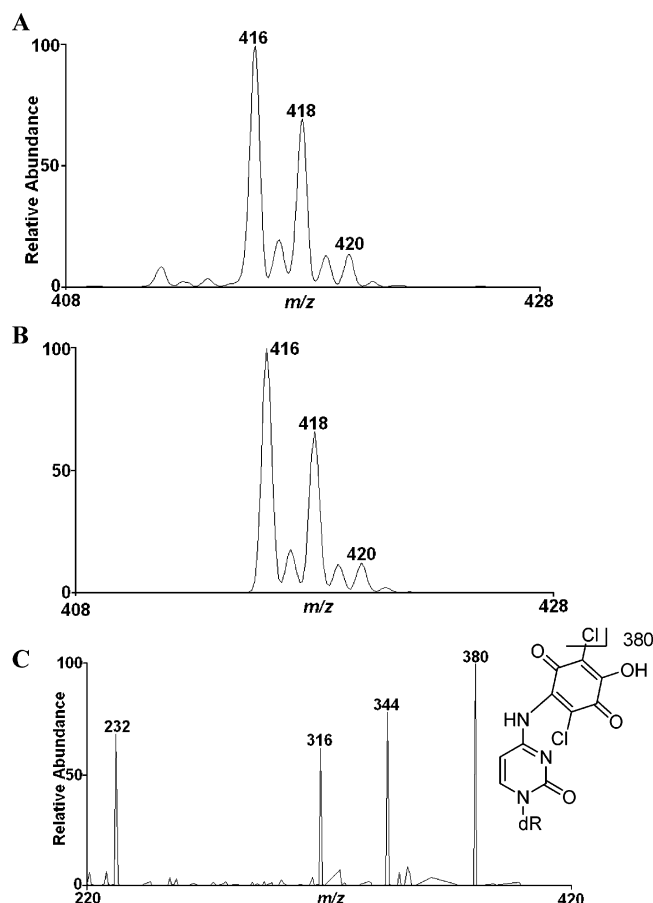 A
100
416
418
50
420
0
408
m/z
428
Relative Abundance
B
100
416
418
50
420
0
408
m/z
428
C
100
380
344
232
316
50
0
220
m/z
420
Relative Abundance
Cl
380
O
OH
O
HN
Cl
N
N
O
dR